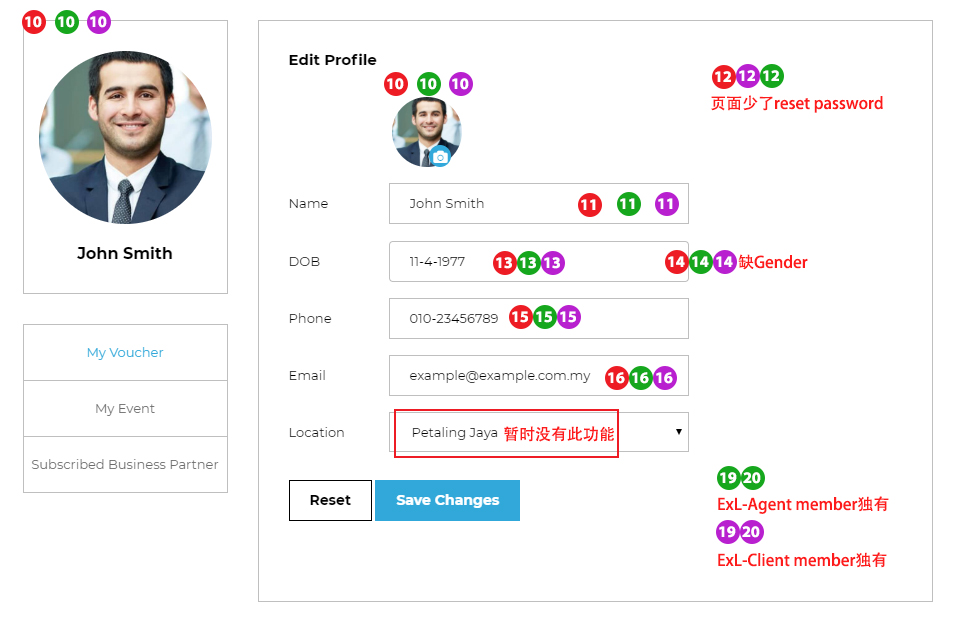 10 10 10
John Smith
My Voucher
My Event
Subscribed Business Partner
Edit Profile
10 10 10
12 12 12
页面少了reset password
Name John Smith 11 11 11
DOB 11-4-1977 13 13 13 14 14 14 缺Gender
Phone 010-23456789 15 15 15
Email example@example.com.my 16 16 16
Location Petaling Jaya 暂时没有此功能
Reset Save Changes
19 20
ExL-Agent member独有
19 20
ExL-Client member独有